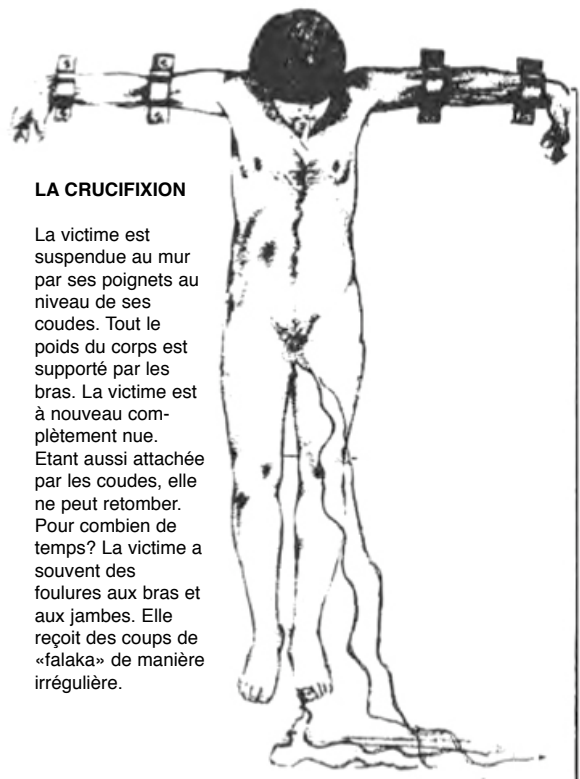 LA CRUCIFIXION
La victime est
suspendue au mur
par ses poignets au
niveau de ses
coudes. Tout le
poids du corps est
supporté par les
bras. La victime est
à nouveau com-
plètement nue.
Etant aussi attachée
par les coudes, elle
ne peut retomber.
Pour combien de
temps? La victime a
souvent des
foulures aux bras et
aux jambes. Elle
reçoit des coups de
«falaka» de manière
irrégulière.